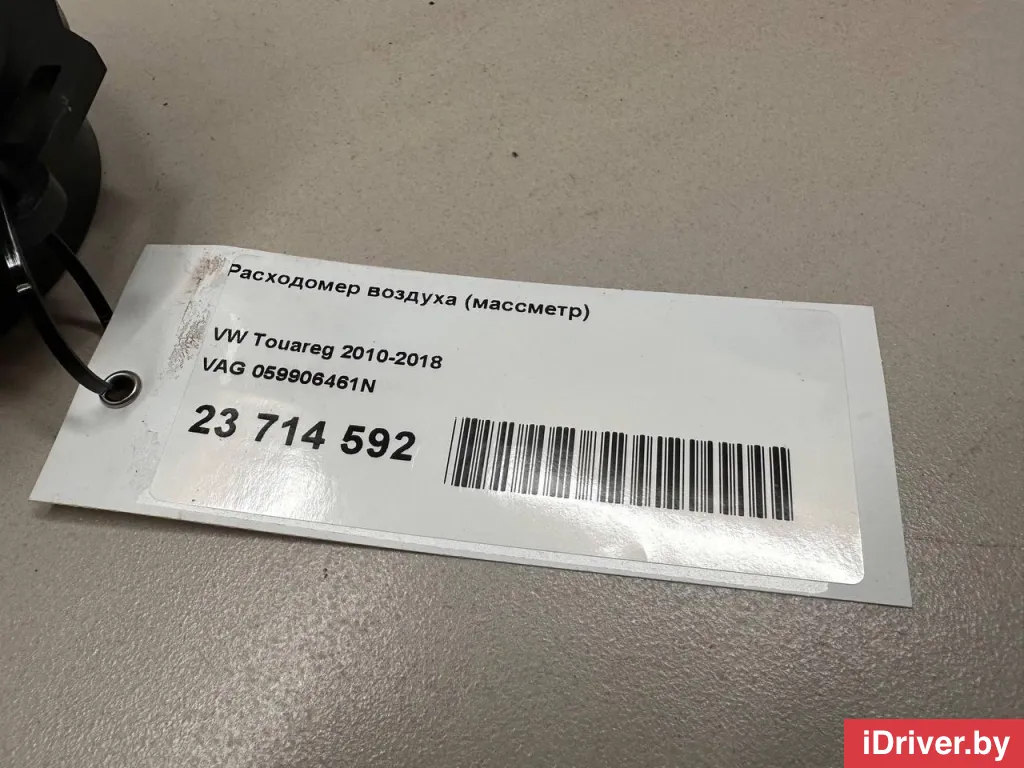 Расходомер воздуха (массметр)
VW Touareg 2010-2018
VAG 059906461N
23 714 592
iDriver.by